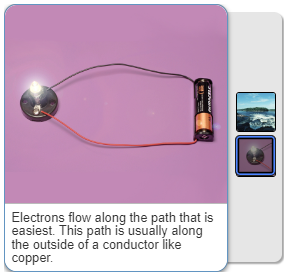 Electrons flow along the path that is
easiest. This path is usually along
the outside of a conductor like
copper.